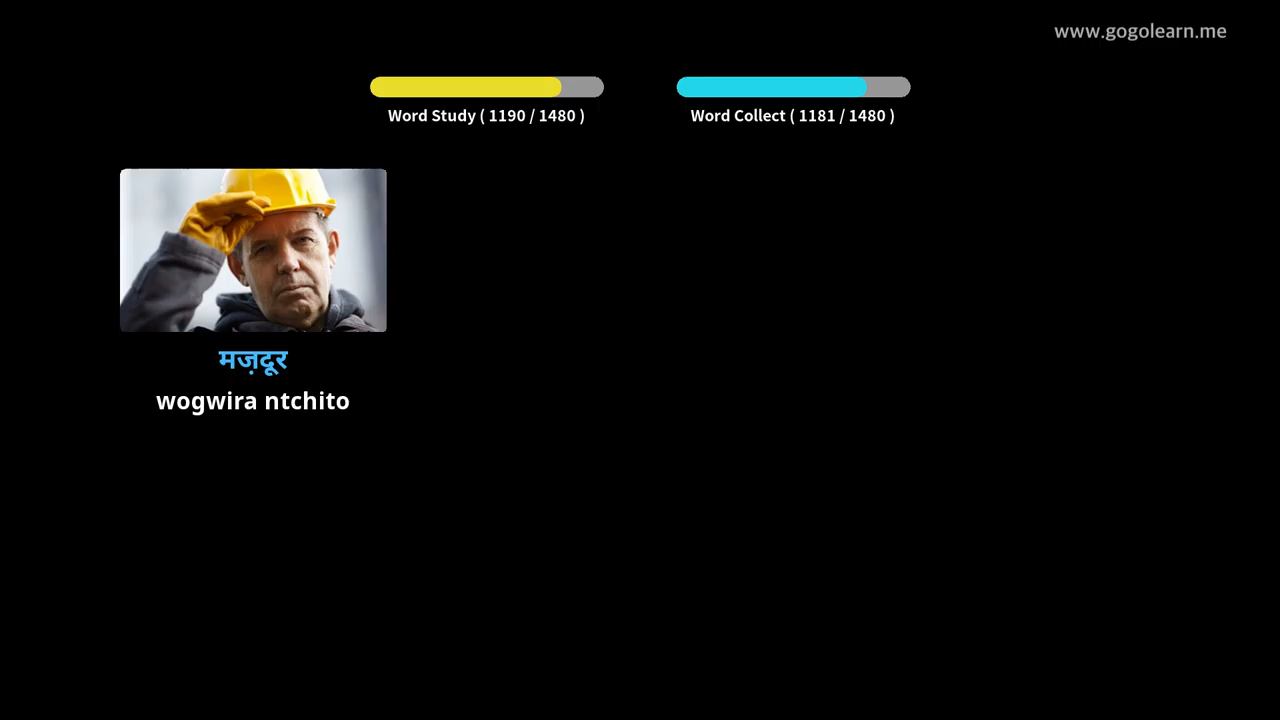 www.gogolearn.me
Word Study ( 1190 / 1480 )
Word Collect ( 1181 / 1480 )
मज़दूर
wogwira ntchito